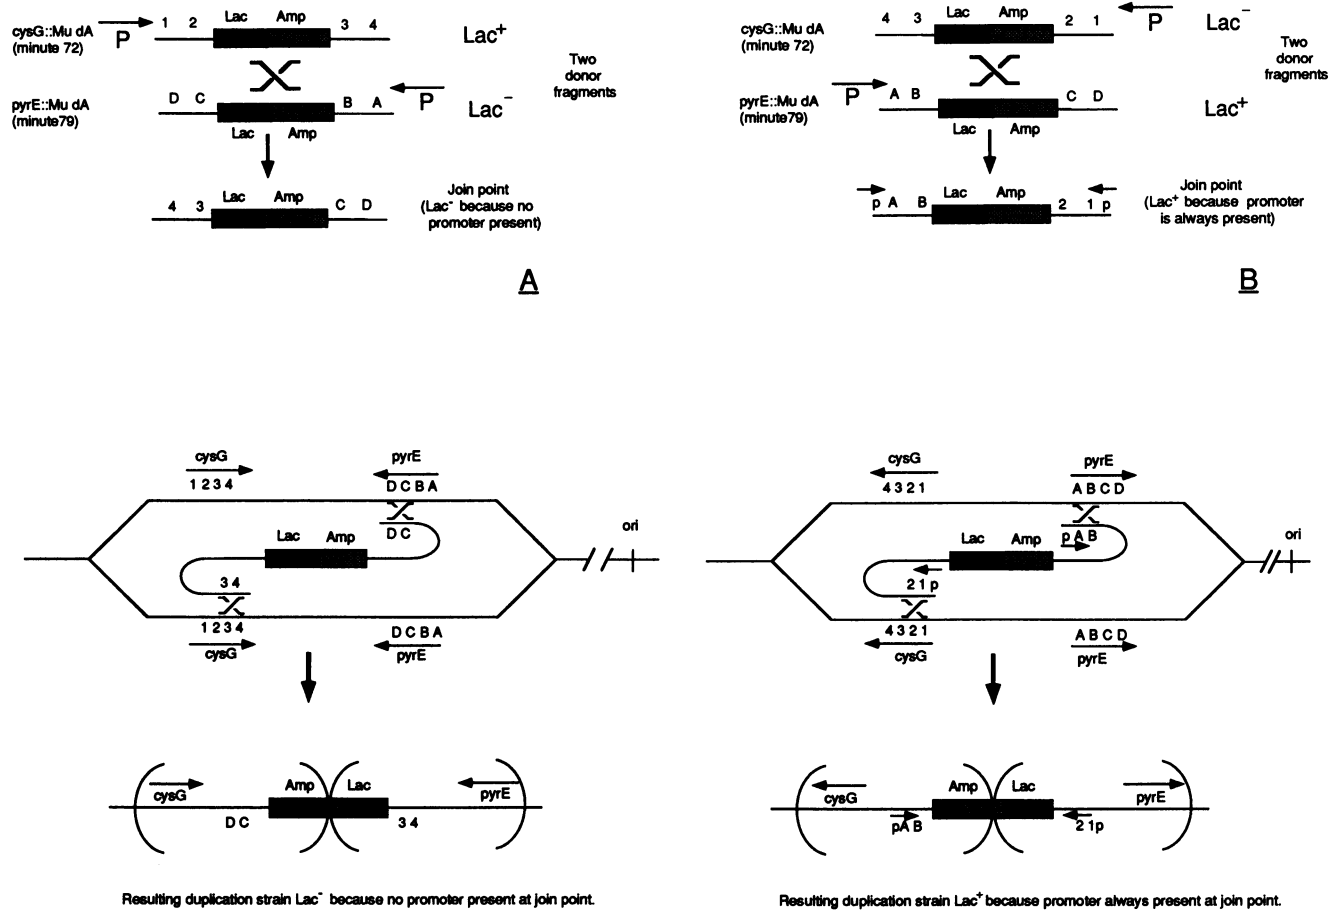 cysG::Mu dA
(minute 72)
P
1 2 Lac Amp 3 4
Lac+
pyrE::Mu dA
(minute79)
D C B A
P
Lac-
Lac Amp
Two
donor
fragments
4 3 Lac Amp C D
Join point
(Lac- because no
promoter present)
A
cysG::Mu dA
(minute 72)
4 3 Lac Amp 2 1
P
Lac-
pyrE::Mu dA
(minute79)
P
A B C D
Lac+
Lac Amp
Two
donor
fragments
p A B Lac Amp 2 1 p
Join point
(Lac+ because promoter
is always present)
B
cysG
1 2 3 4
pyrE
D C B A
D C
Lac Amp
3 4
1 2 3 4
cysG
D C B A
pyrE
ori
cysG
Amp Lac
pyrE
D C
3 4
Resulting duplication strain Lac- because no promoter present at join point.
cysG
4 3 2 1
pyrE
A B C D
p A B
Lac Amp
2 1 p
4 3 2 1
cysG
A B C D
pyrE
ori
cysG
Amp Lac
pyrE
pA B
2 1p
Resulting duplication strain Lac+ because promoter always present at join point.